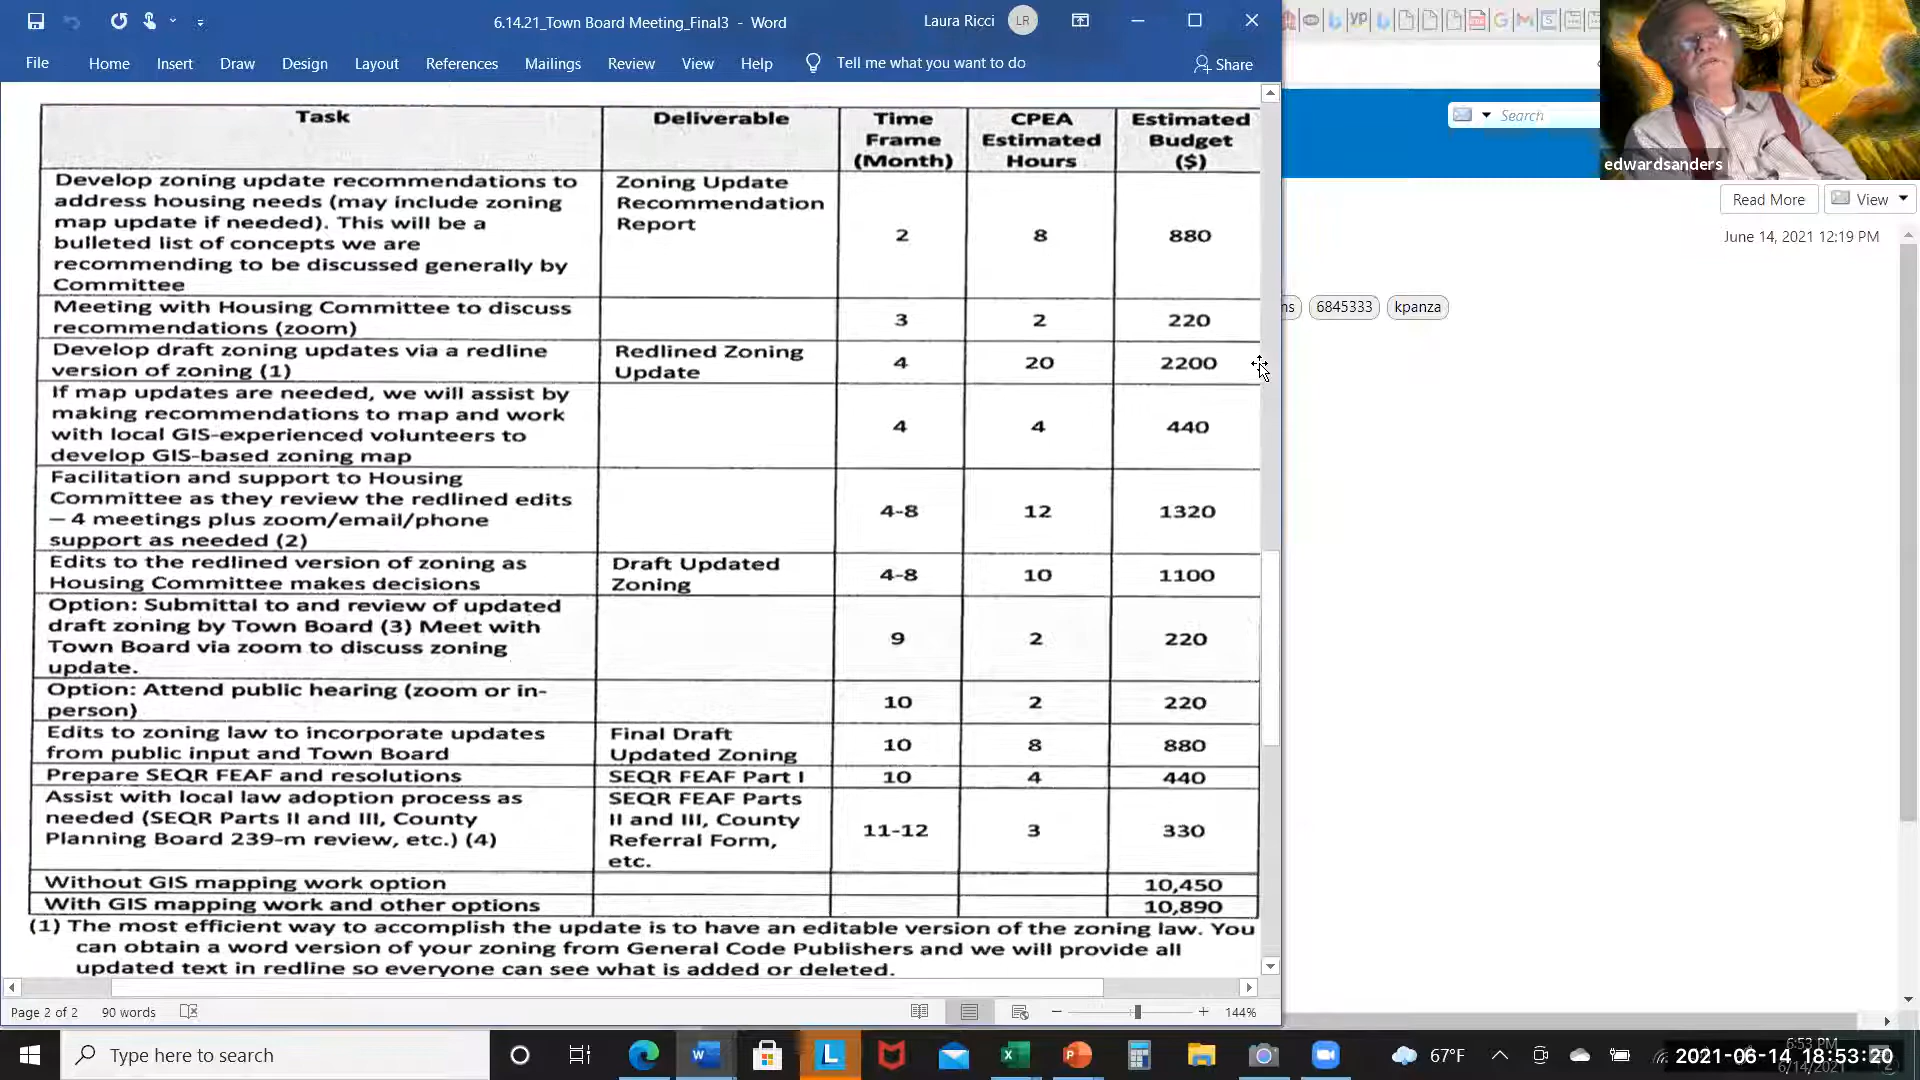 6.14.21_Town Board Meeting_Final3 - Word
Laura Ricci
LR
File
Home
Insert
Draw
Design
Layout
References
Mailings
Review
View
Help
Tell me what you want to do
Share
Task
Deliverable
Time
Frame
(Month)
CPEA
Estimated
Hours
Estimated
Budget
($)
Develop zoning update recommendations to
address housing needs (may include zoning
map update if needed). This will be a
bulleted list of concepts we are
recommending to be discussed generally by
Committee
Zoning Update
Recommendation
Report
2
8
880
Meeting with Housing Committee to discuss
recommendations (zoom)
3
2
220
Develop draft zoning updates via a redline
version of zoning (1)
Redlined Zoning
Update
4
20
2200
If map updates are needed, we will assist by
making recommendations to map and work
with local GIS-experienced volunteers to
develop GIS-based zoning map
4
4
440
Facilitation and support to Housing
Committee as they review the redlined edits
– 4 meetings plus zoom/email/phone
support as needed (2)
4-8
12
1320
Edits to the redlined version of zoning as
Housing Committee makes decisions
Draft Updated
Zoning
4-8
10
1100
Option: Submittal to and review of updated
draft zoning by Town Board (3) Meet with
Town Board via zoom to discuss zoning
update.
9
2
220
Option: Attend public hearing (zoom or in-
person)
10
2
220
Edits to zoning law to incorporate updates
from public input and Town Board
Final Draft
Updated Zoning
10
8
880
Prepare SEQR FEAF and resolutions
SEQR FEAF Part I
10
4
440
Assist with local law adoption process as
needed (SEQR Parts II and III, County
Planning Board 239-m review, etc.) (4)
SEQR FEAF Parts
II and III, County
Referral Form,
etc.
11-12
3
330
Without GIS mapping work option
10,450
With GIS mapping work and other options
10,890
(1) The most efficient way to accomplish the update is to have an editable version of the zoning law. You
can obtain a word version of your zoning from General Code Publishers and we will provide all
updated text in redline so everyone can see what is added or deleted.
Page 2 of 2
90 words
144%
Search
edwardsanders
Read More
View
June 14, 2021 12:19 PM
ns
6845333
kpanza
Type here to search
67°F
6:53 PM
6/14/2021
2021-06-14 18:53:20